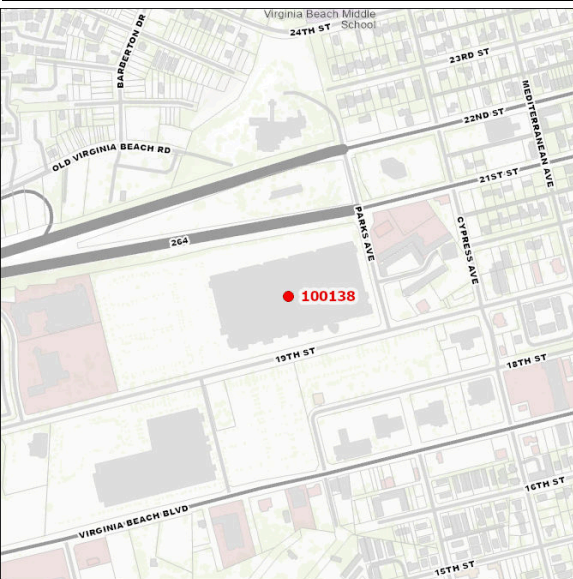 Virginia Beach Middle
School
24TH ST
BARBERTON DR
23RD ST
MEDITERRANEAN AVE
22ND ST
OLD VIRGINIA BEACH RD
21ST ST
PARKS AVE
CYPRESS AVE
264
100138
19TH ST
18TH ST
16TH ST
VIRGINIA BEACH BLVD
15TH ST